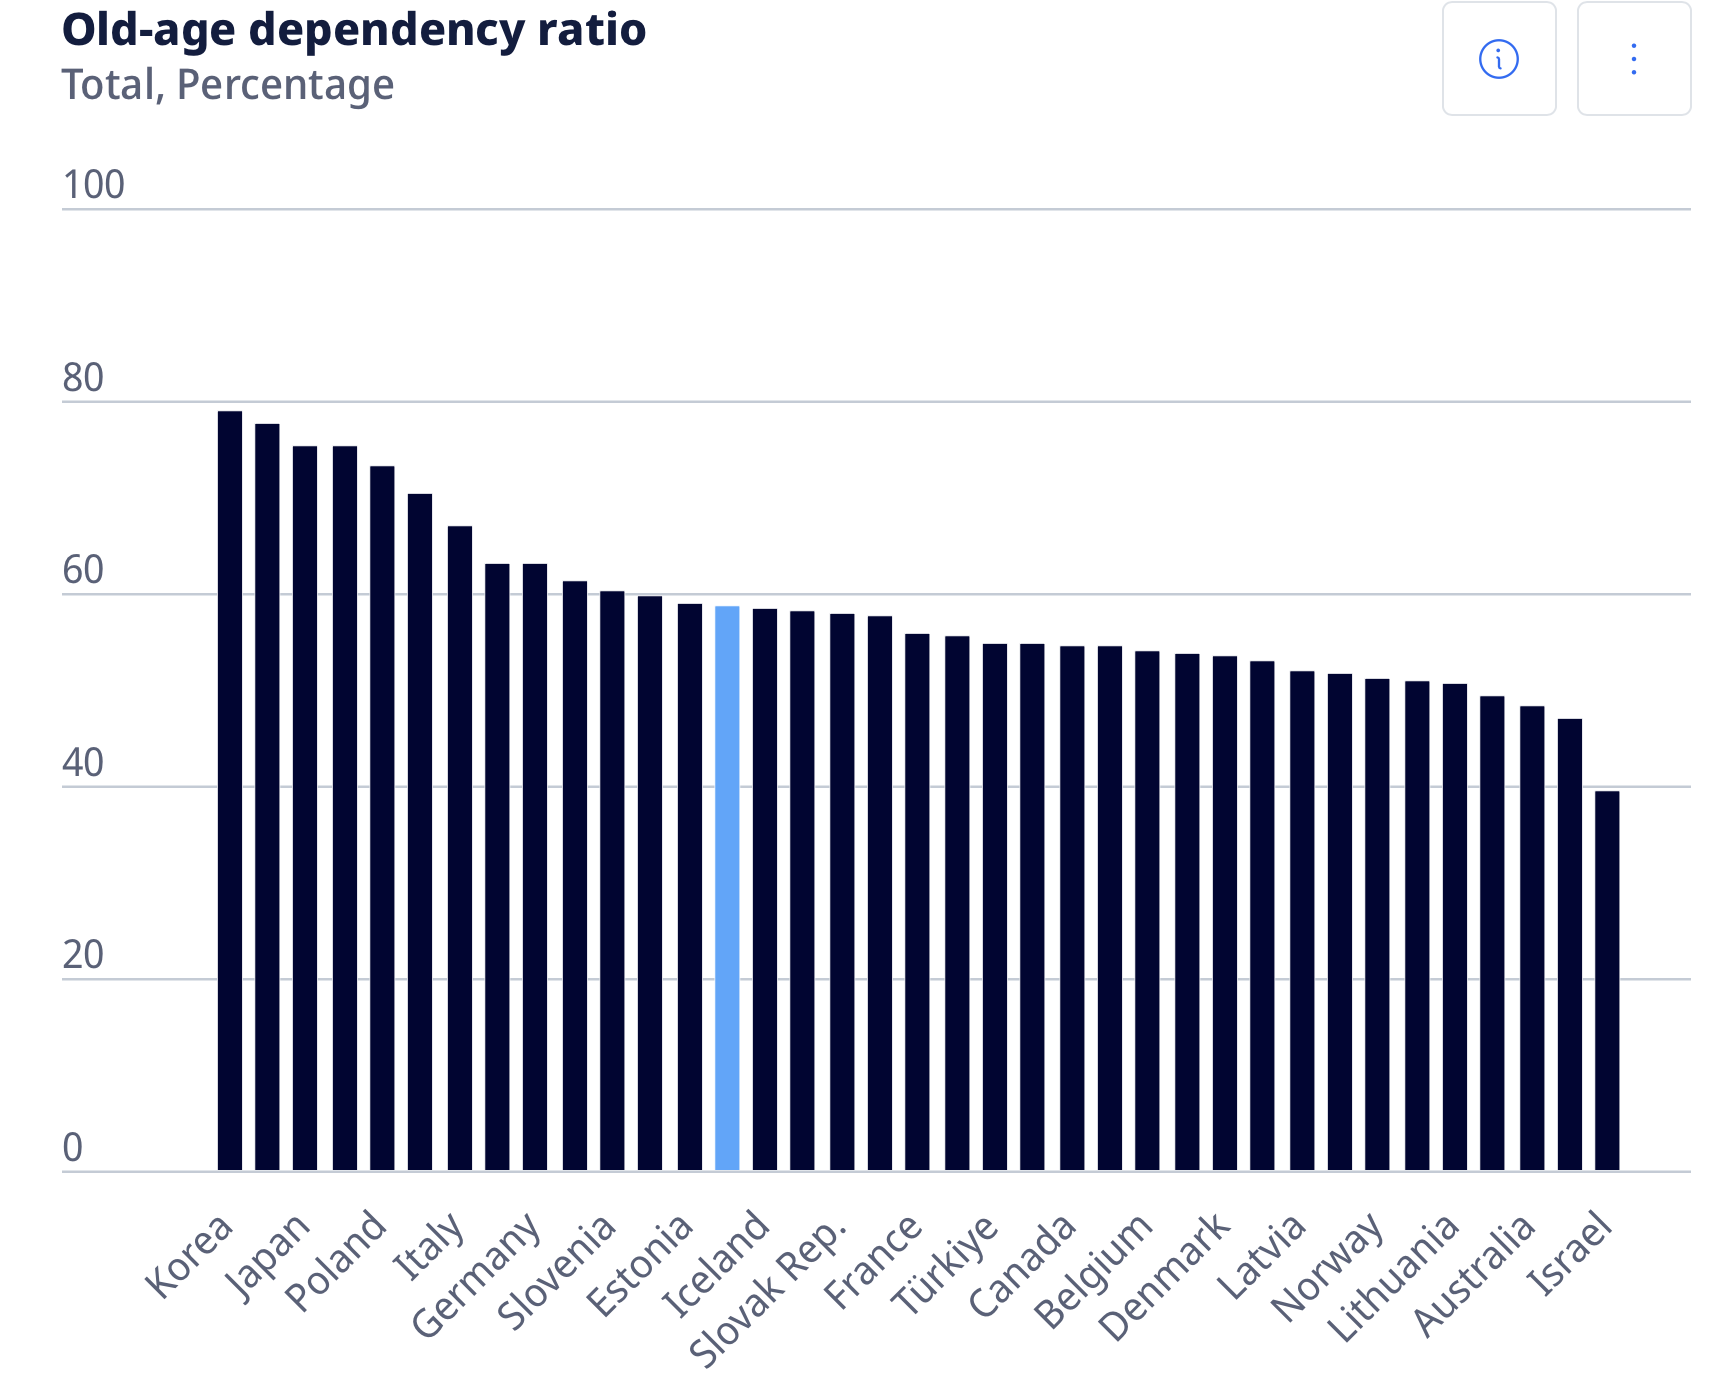 Old-age dependency ratio
Total, Percentage
100
80
60
40
20
0
Korea
Japan
Poland
Italy
Germany
Slovenia
Estonia
Iceland
Slovak Rep.
France
Türkiye
Canada
Belgium
Denmark
Latvia
Norway
Lithuania
Australia
Israel